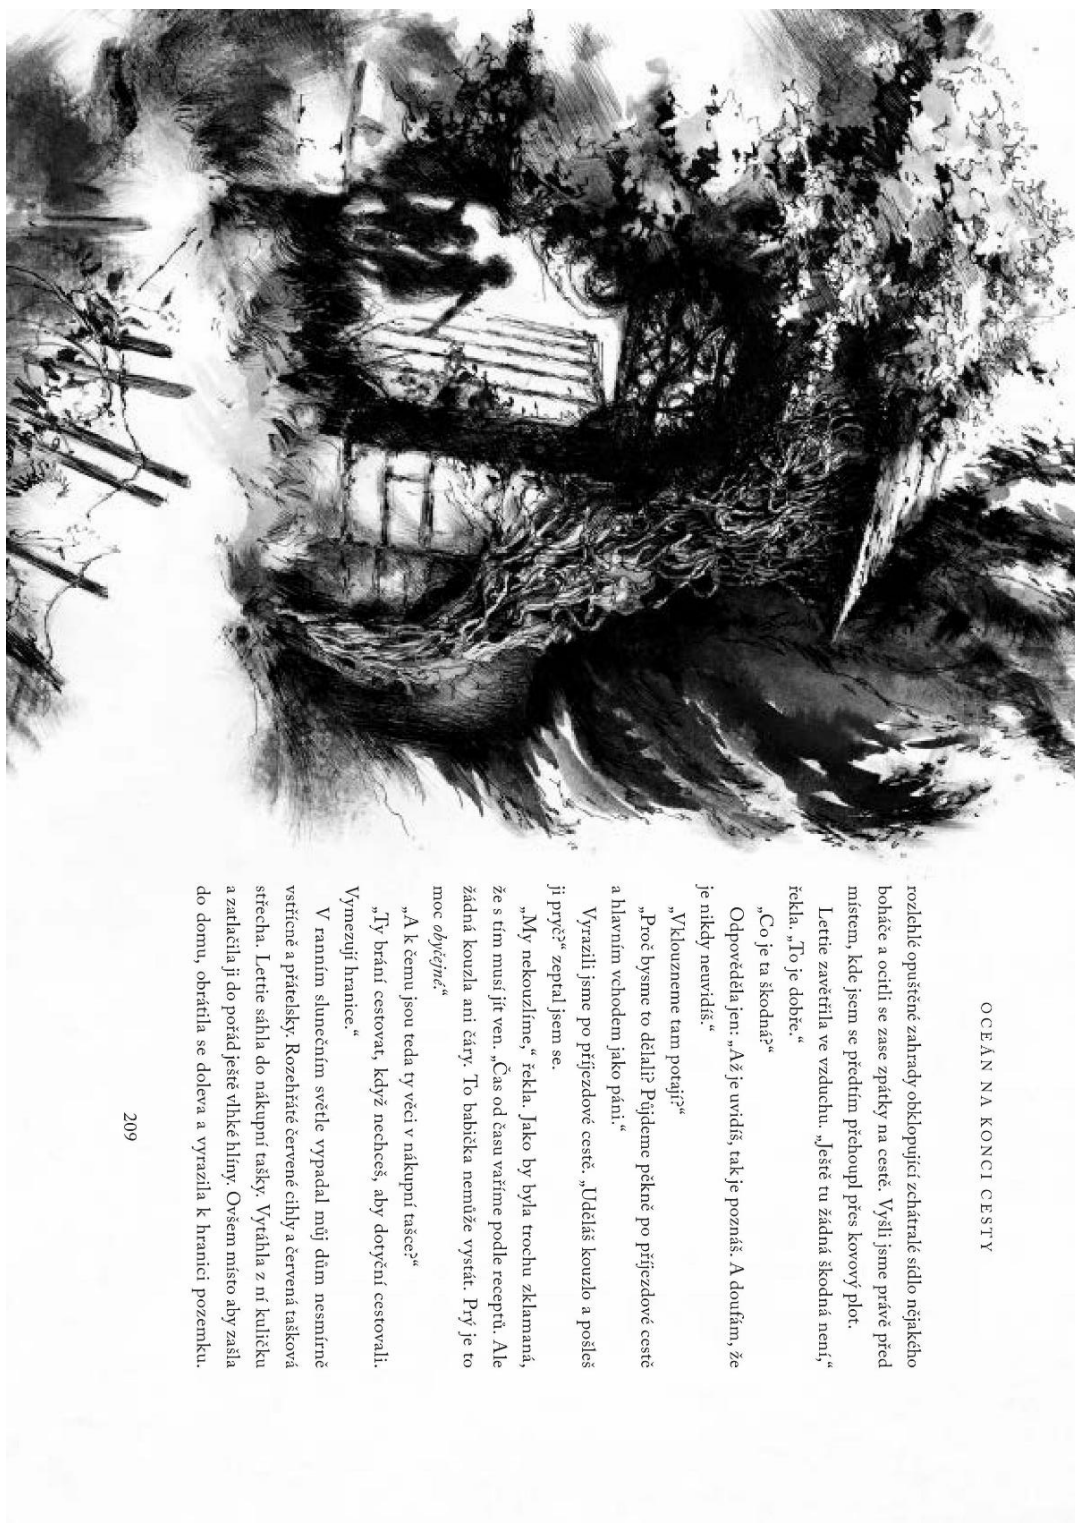 OCEÁN NA KONCI CESTY
rozlehlé opuštěné zahrady obklopující zchátralé sídlo nějakého
boháče a ocitli se zase zpátky na cestě. Vyšli jsme právě před
místem, kde jsem se předtím přehoupl přes kovový plot.
Lettie zavětřila ve vzduchu. „Ještě tu žádná škodná není,“
řekla. „To je dobře.“
„Co je ta škodná?“
Odpověděla jen: „Až je uvidíš, tak je poznáš. A doufám, že
je nikdy neuvidíš.“
„Vklouzneme tam potají?“
„Proč bysme to dělali? Půjdeme pěkně po příjezdové cestě
a hlavním vchodem jako páni.“
Vyrazili jsme po příjezdové cestě. „Uděláš kouzlo a pošleš
ji pryč?“ zeptal jsem se.
„My nekouzlíme,“ řekla. Jako by byla trochu zklamaná,
že s tím musí jít ven. „Čas od času vaříme podle receptů. Ale
žádná kouzla ani čáry. To babička nemůže vystát. Prý je to
moc obyčejné.“
„A k čemu jsou teda ty věci v nákupní tašce?“
„Ty brání cestovat, když nechceš, aby dotyční cestovali.
Vymezují hranice.“
V ranním slunečním světle vypadal můj dům nesmírně
vstřícně a přátelsky. Rozehřáté červené cihly a červená tašková
střecha. Lettie sáhla do nákupní tašky. Vytáhla z ní kuličku
a zatlačila ji do pořád ještě vlhké hlíny. Ovšem místo aby zašla
do domu, obrátila se doleva a vyrazila k hranici pozemku.
209